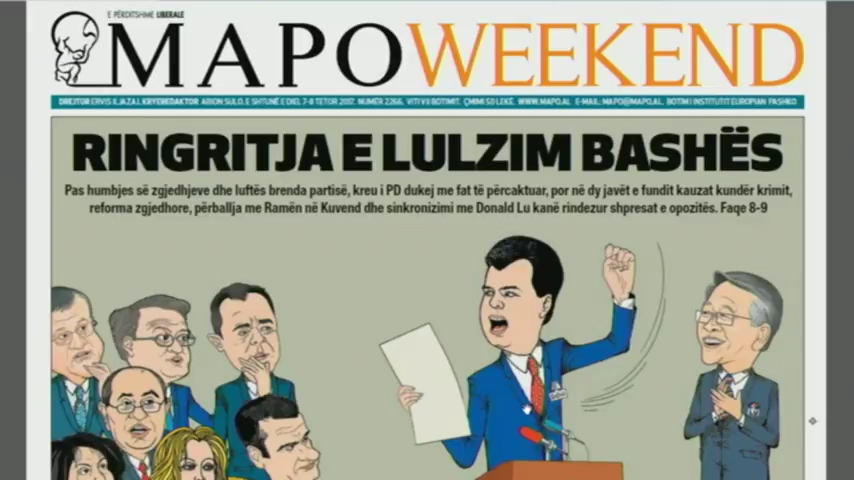 E PËRDITSHME LIBERALE
MAPOWEEKEND
DREJTOR ERVIS ILJAZAJ. KRYEREDAKTOR ARION SULO. E SHTUNË E DIEL 7-8 TETOR 2017. NUMËR 2266. VITI VII BOTIMIT. ÇMIMI 50 LEKË. WWW.MAPO.AL E-MAIL: MAPO@MAPO.AL. BOTIM I INSTITUTIT EUROPIAN PASHKO
RINGRITJA E LULZIM BASHËS
Pas humbjes së zgjedhjeve dhe luftës brenda partisë, kreu i PD dukej me fat të përcaktuar, por në dy javët e fundit kauzat kundër krimit,
reforma zgjedhore, përballja me Ramën në Kuvend dhe sinkronizimi me Donald Lu kanë rindezur shpresat e opozitës. Faqe 8-9